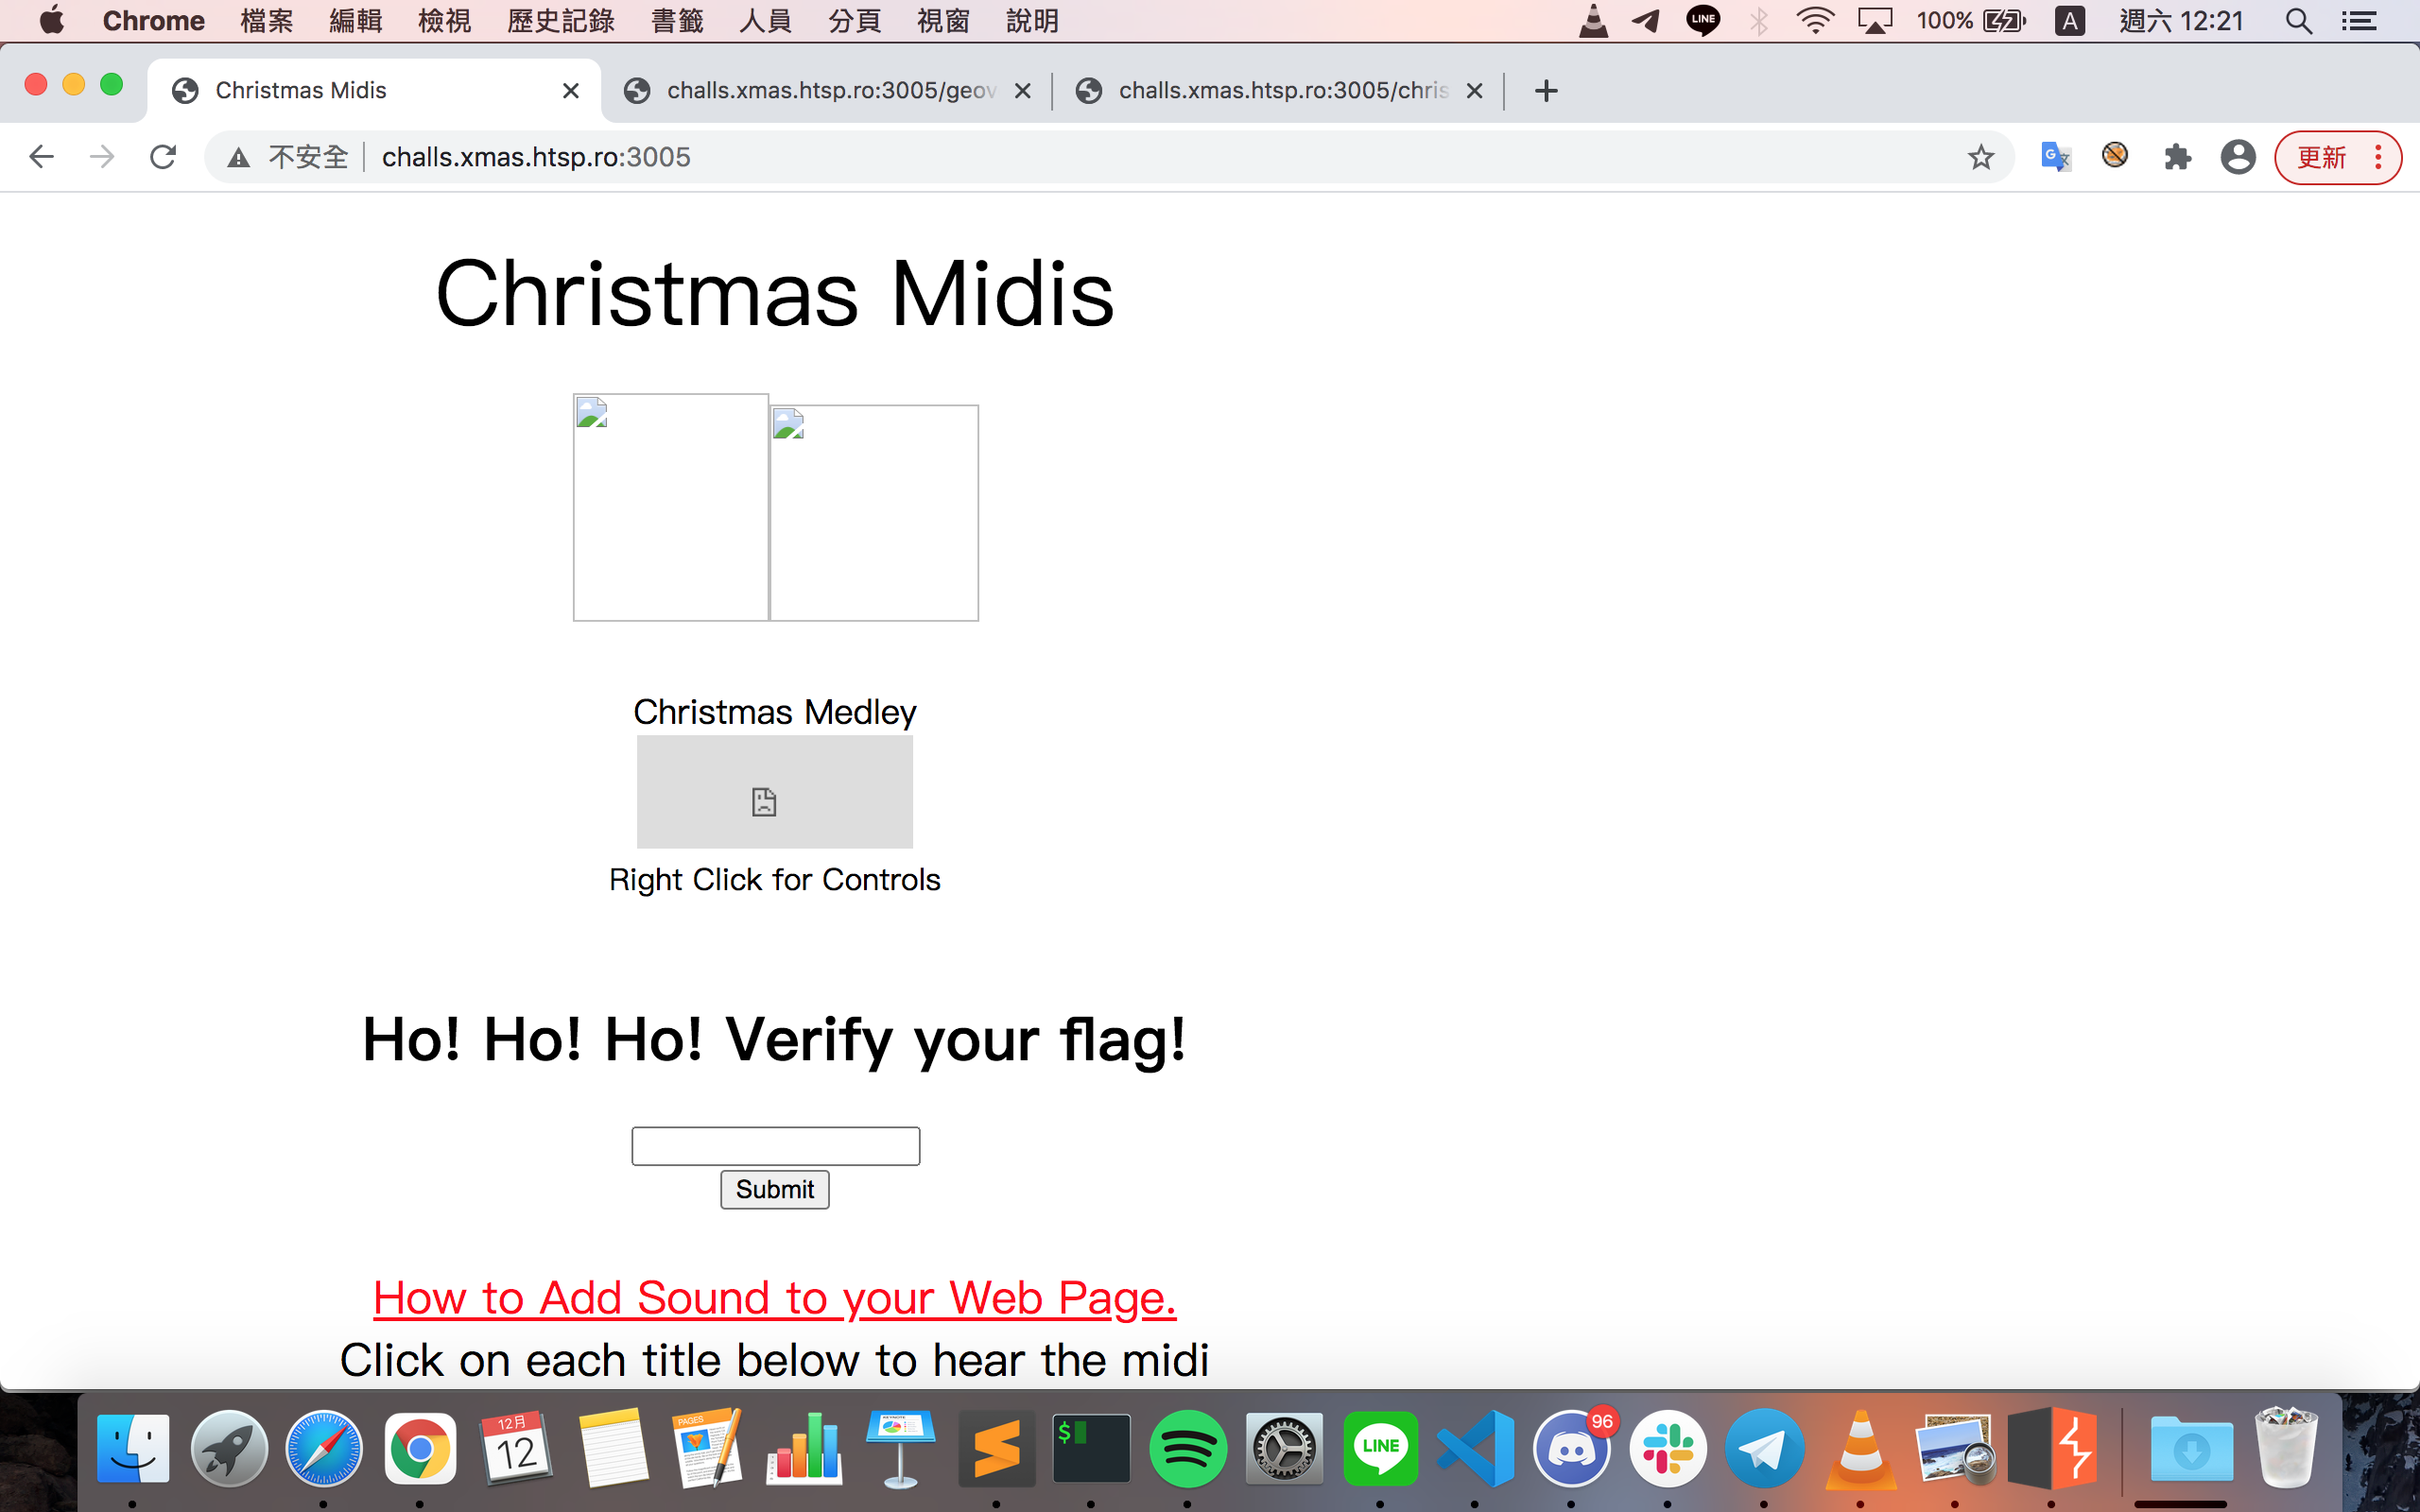 Chrome 檔案 編輯 檢視 歷史記錄 書籤 人員 分頁 視窗 說明 LINE 100% A 週六 12:21
Christmas Midis challs.xmas.htsp.ro:3005/geov challs.xmas.htsp.ro:3005/chris
不安全 challs.xmas.htsp.ro:3005 G 文 更新
Christmas Midis
Christmas Medley
Right Click for Controls
Ho! Ho! Ho! Verify your flag!
Submit
How to Add Sound to your Web Page.
Click on each title below to hear the midi
12月
12
PAGES
KEYNOTE
$
LINE
96